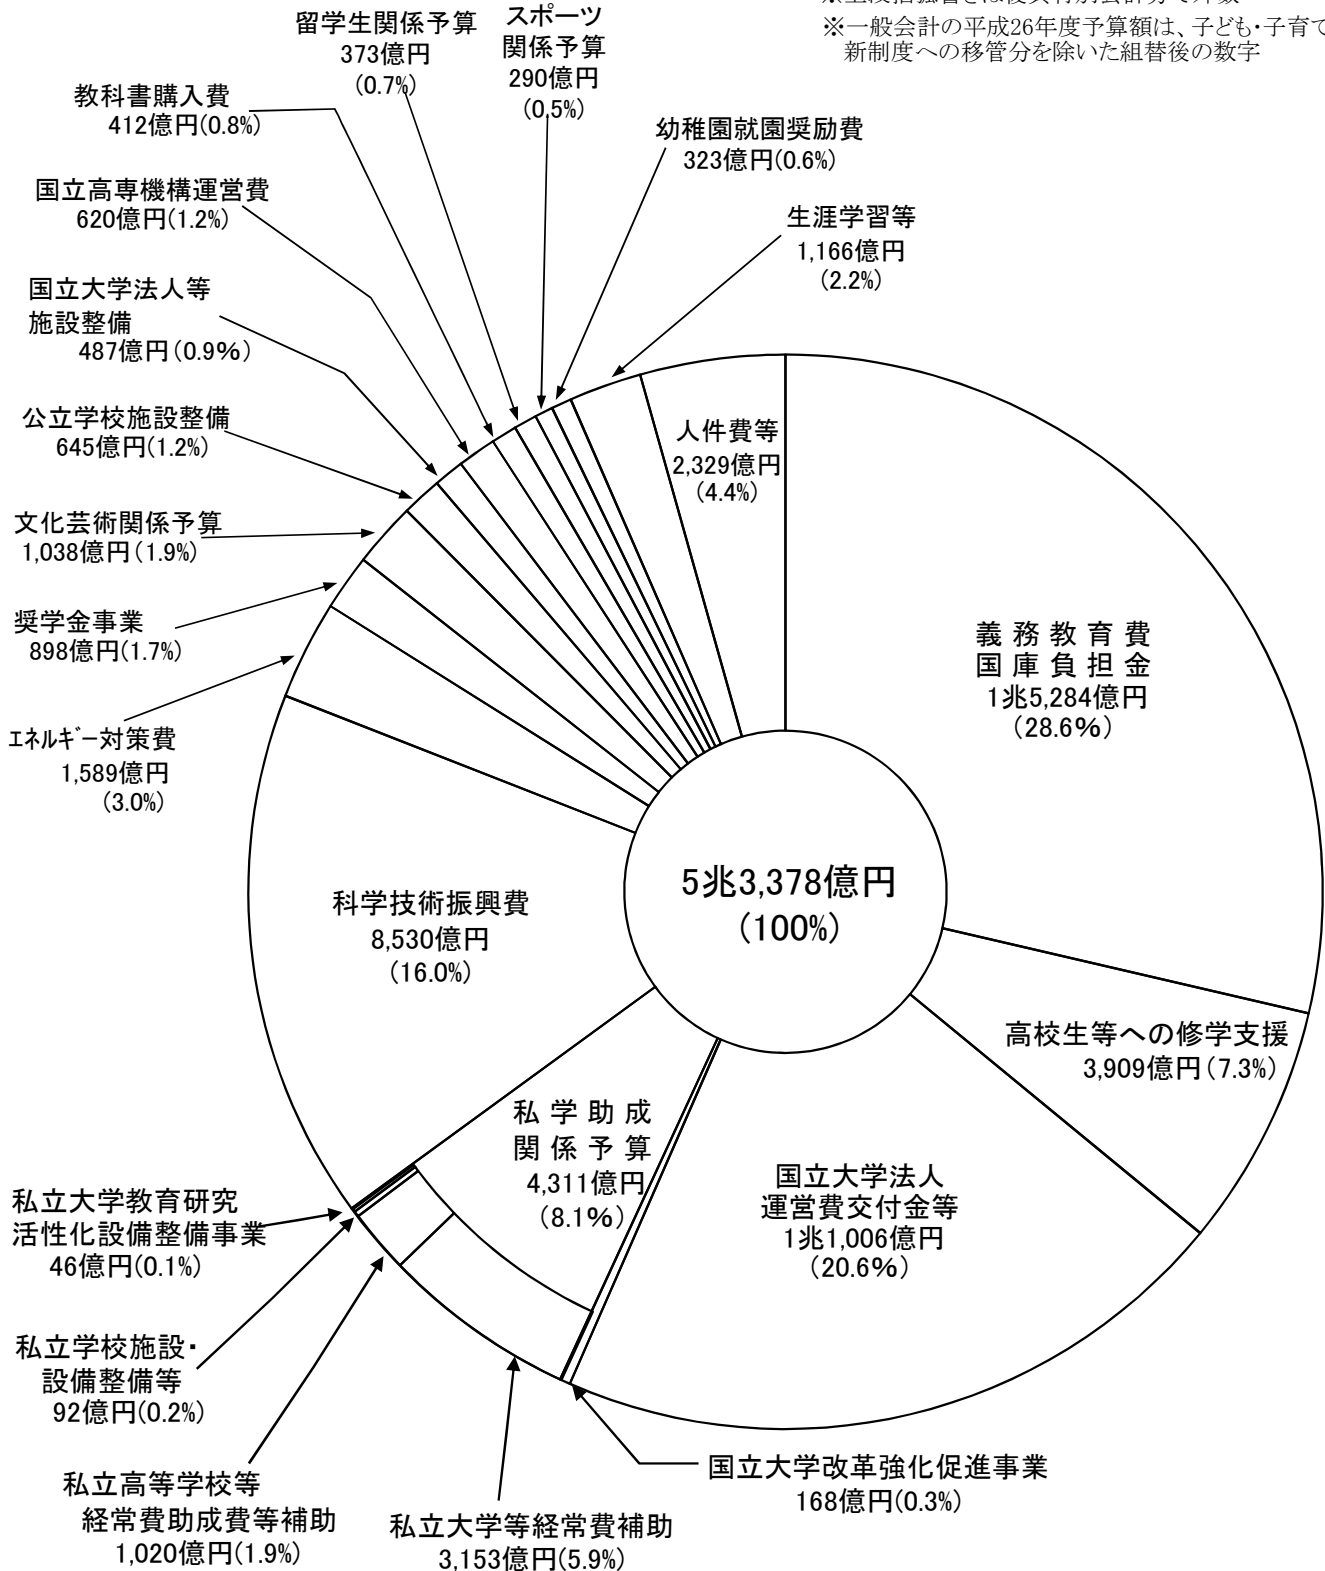 ※一般会計の平成26年度予算額は、子ども・子育て
新制度への移管分を除いた組替後の数字
留学生関係予算
373億円
(0.7%)
スポーツ
関係予算
290億円
(0.5%)
教科書購入費
412億円(0.8%)
幼稚園就園奨励費
323億円(0.6%)
国立高専機構運営費
620億円(1.2%)
生涯学習等
1,166億円
(2.2%)
国立大学法人等
施設整備
487億円(0.9%)
公立学校施設整備
645億円(1.2%)
人件費等
2,329億円
(4.4%)
文化芸術関係予算
1,038億円(1.9%)
奨学金事業
898億円(1.7%)
エネルギー対策費
1,589億円
(3.0%)
義務教育費
国庫負担金
1兆5,284億円
(28.6%)
5兆3,378億円
(100%)
科学技術振興費
8,530億円
(16.0%)
高校生等への修学支援
3,909億円(7.3%)
私学助成
関係予算
4,311億円
(8.1%)
国立大学法人
運営費交付金等
1兆1,006億円
(20.6%)
私立大学教育研究
活性化設備整備事業
46億円(0.1%)
私立学校施設・
設備整備等
92億円(0.2%)
私立高等学校等
経常費助成費等補助
1,020億円(1.9%)
私立大学等経常費補助
3,153億円(5.9%)
国立大学改革強化促進事業
168億円(0.3%)